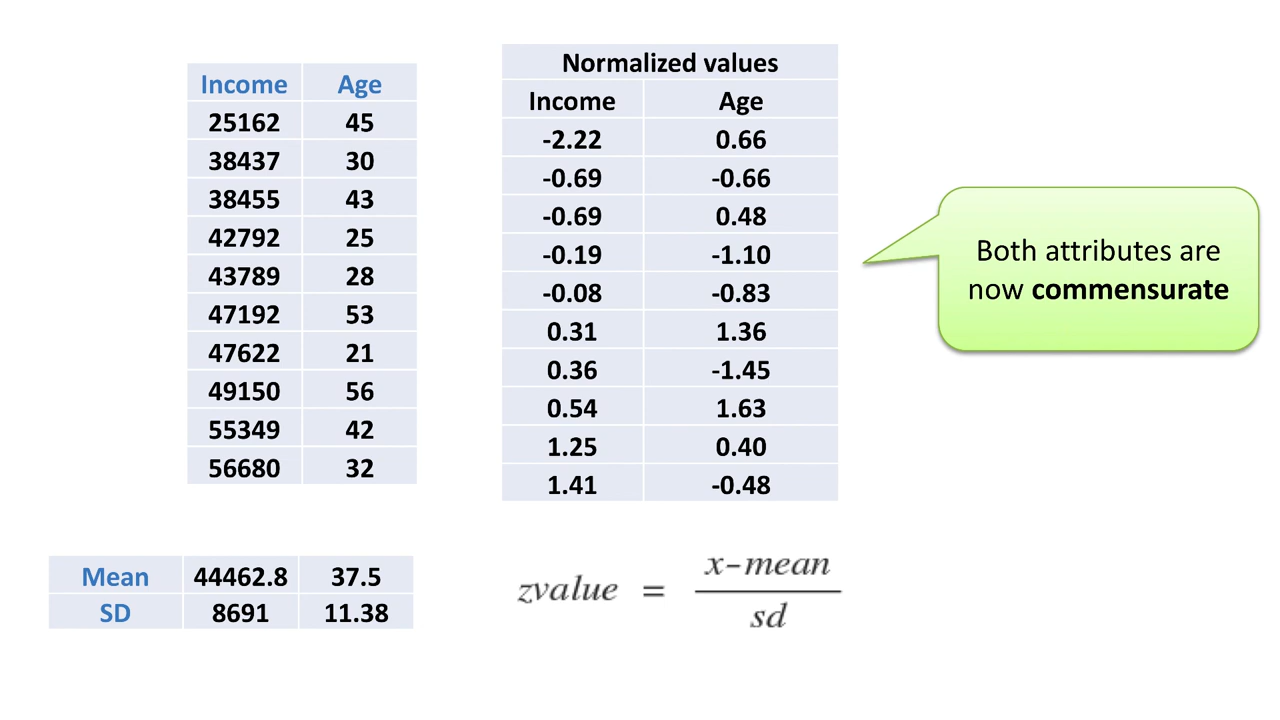 Income Age
25162 45
38437 30
38455 43
42792 25
43789 28
47192 53
47622 21
49150 56
55349 42
56680 32
Mean 44462.8 37.5
SD 8691 11.38
Normalized values
Income Age
-2.22 0.66
-0.69 -0.66
-0.69 0.48
-0.19 -1.10
-0.08 -0.83
0.31 1.36
0.36 -1.45
0.54 1.63
1.25 0.40
1.41 -0.48
zvalue = x-mean
sd
Both attributes are
now commensurate